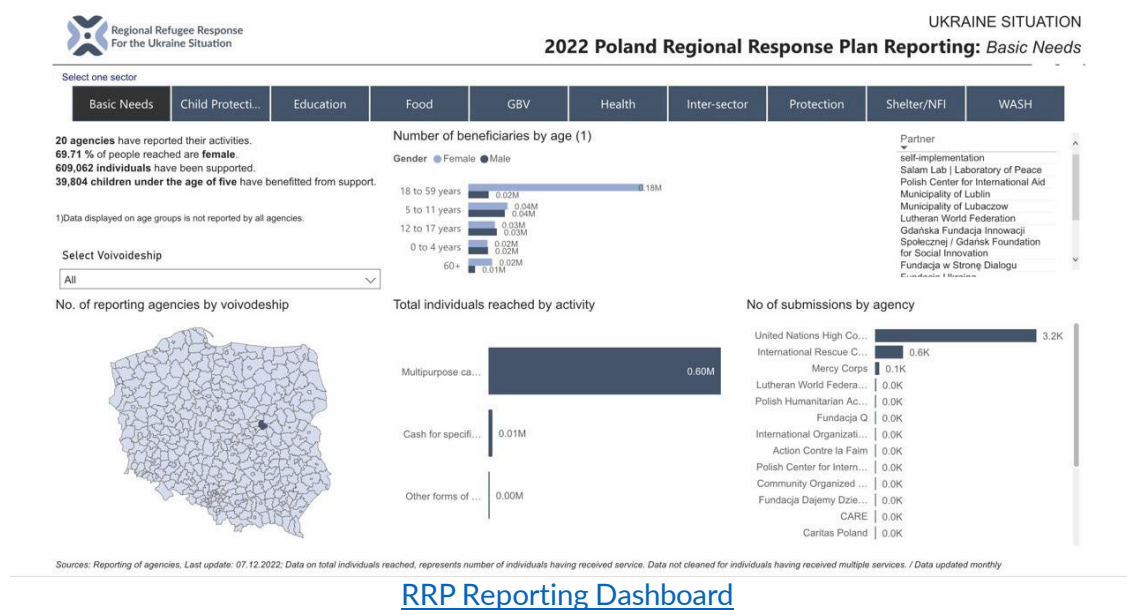 Regional Refugee Response
For the Ukraine Situation
UKRAINE SITUATION
2022 Poland Regional Response Plan Reporting: Basic Needs
Select one sector
Basic Needs
Child Protecti...
Education
Food
GBV
Health
Inter-sector
Protection
Shelter/NFI
WASH
20 agencies have reported their activities.
69.71 % of people reached are female.
609,062 individuals have been supported.
39,804 children under the age of five have benefitted from support.
1)Data displayed on age groups is not reported by all agencies.
Select Voivoideship
All
Number of beneficiaries by age (1)
Gender Female Male
18 to 59 years 0.18M
0.02M
5 to 11 years 0.04M
0.04M
12 to 17 years 0.03M
0.03M
0 to 4 years 0.02M
0.02M
60+ 0.02M
0.01M
Partner
self-implementation
Salam Lab | Laboratory of Peace
Polish Center for International Aid
Municipality of Lublin
Municipality of Lubaczow
Lutheran World Federation
Gdańska Fundacja Innowacji
Społecznej / Gdańsk Foundation
for Social Innovation
Fundacja w Stronę Dialogu
No. of reporting agencies by voivodeship
Total individuals reached by activity
Multipurpose ca... 0.60M
Cash for specifi... 0.01M
Other forms of ... 0.00M
No of submissions by agency
United Nations High Co... 3.2K
International Rescue C... 0.6K
Mercy Corps 0.1K
Lutheran World Federa... 0.0K
Polish Humanitarian Ac... 0.0K
Fundacja Q 0.0K
International Organizati... 0.0K
Action Contre la Faim 0.0K
Polish Center for Intern... 0.0K
Community Organized ... 0.0K
Fundacja Dajemy Dzie... 0.0K
CARE 0.0K
Caritas Poland 0.0K
Sources: Reporting of agencies, Last update: 07.12.2022; Data on total individuals reached, represents number of individuals having received service. Data not cleaned for individuals having received multiple services. / Data updated monthly
RRP Reporting Dashboard